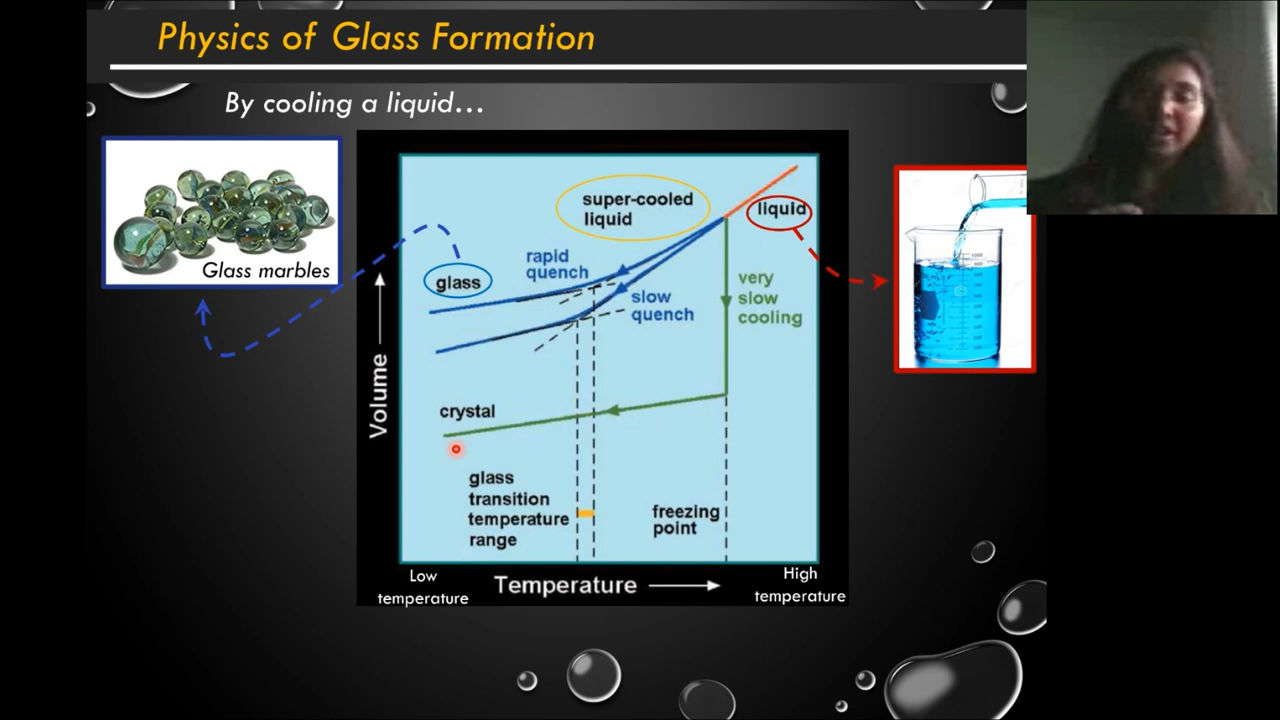 Physics of Glass Formation
By cooling a liquid...
Glass marbles
super-cooled
liquid
liquid
rapid
quench
glass
slow
quench
very
slow
cooling
Volume
crystal
glass
transition
temperature
range
freezing
point
Low
temperature
Temperature
High
temperature